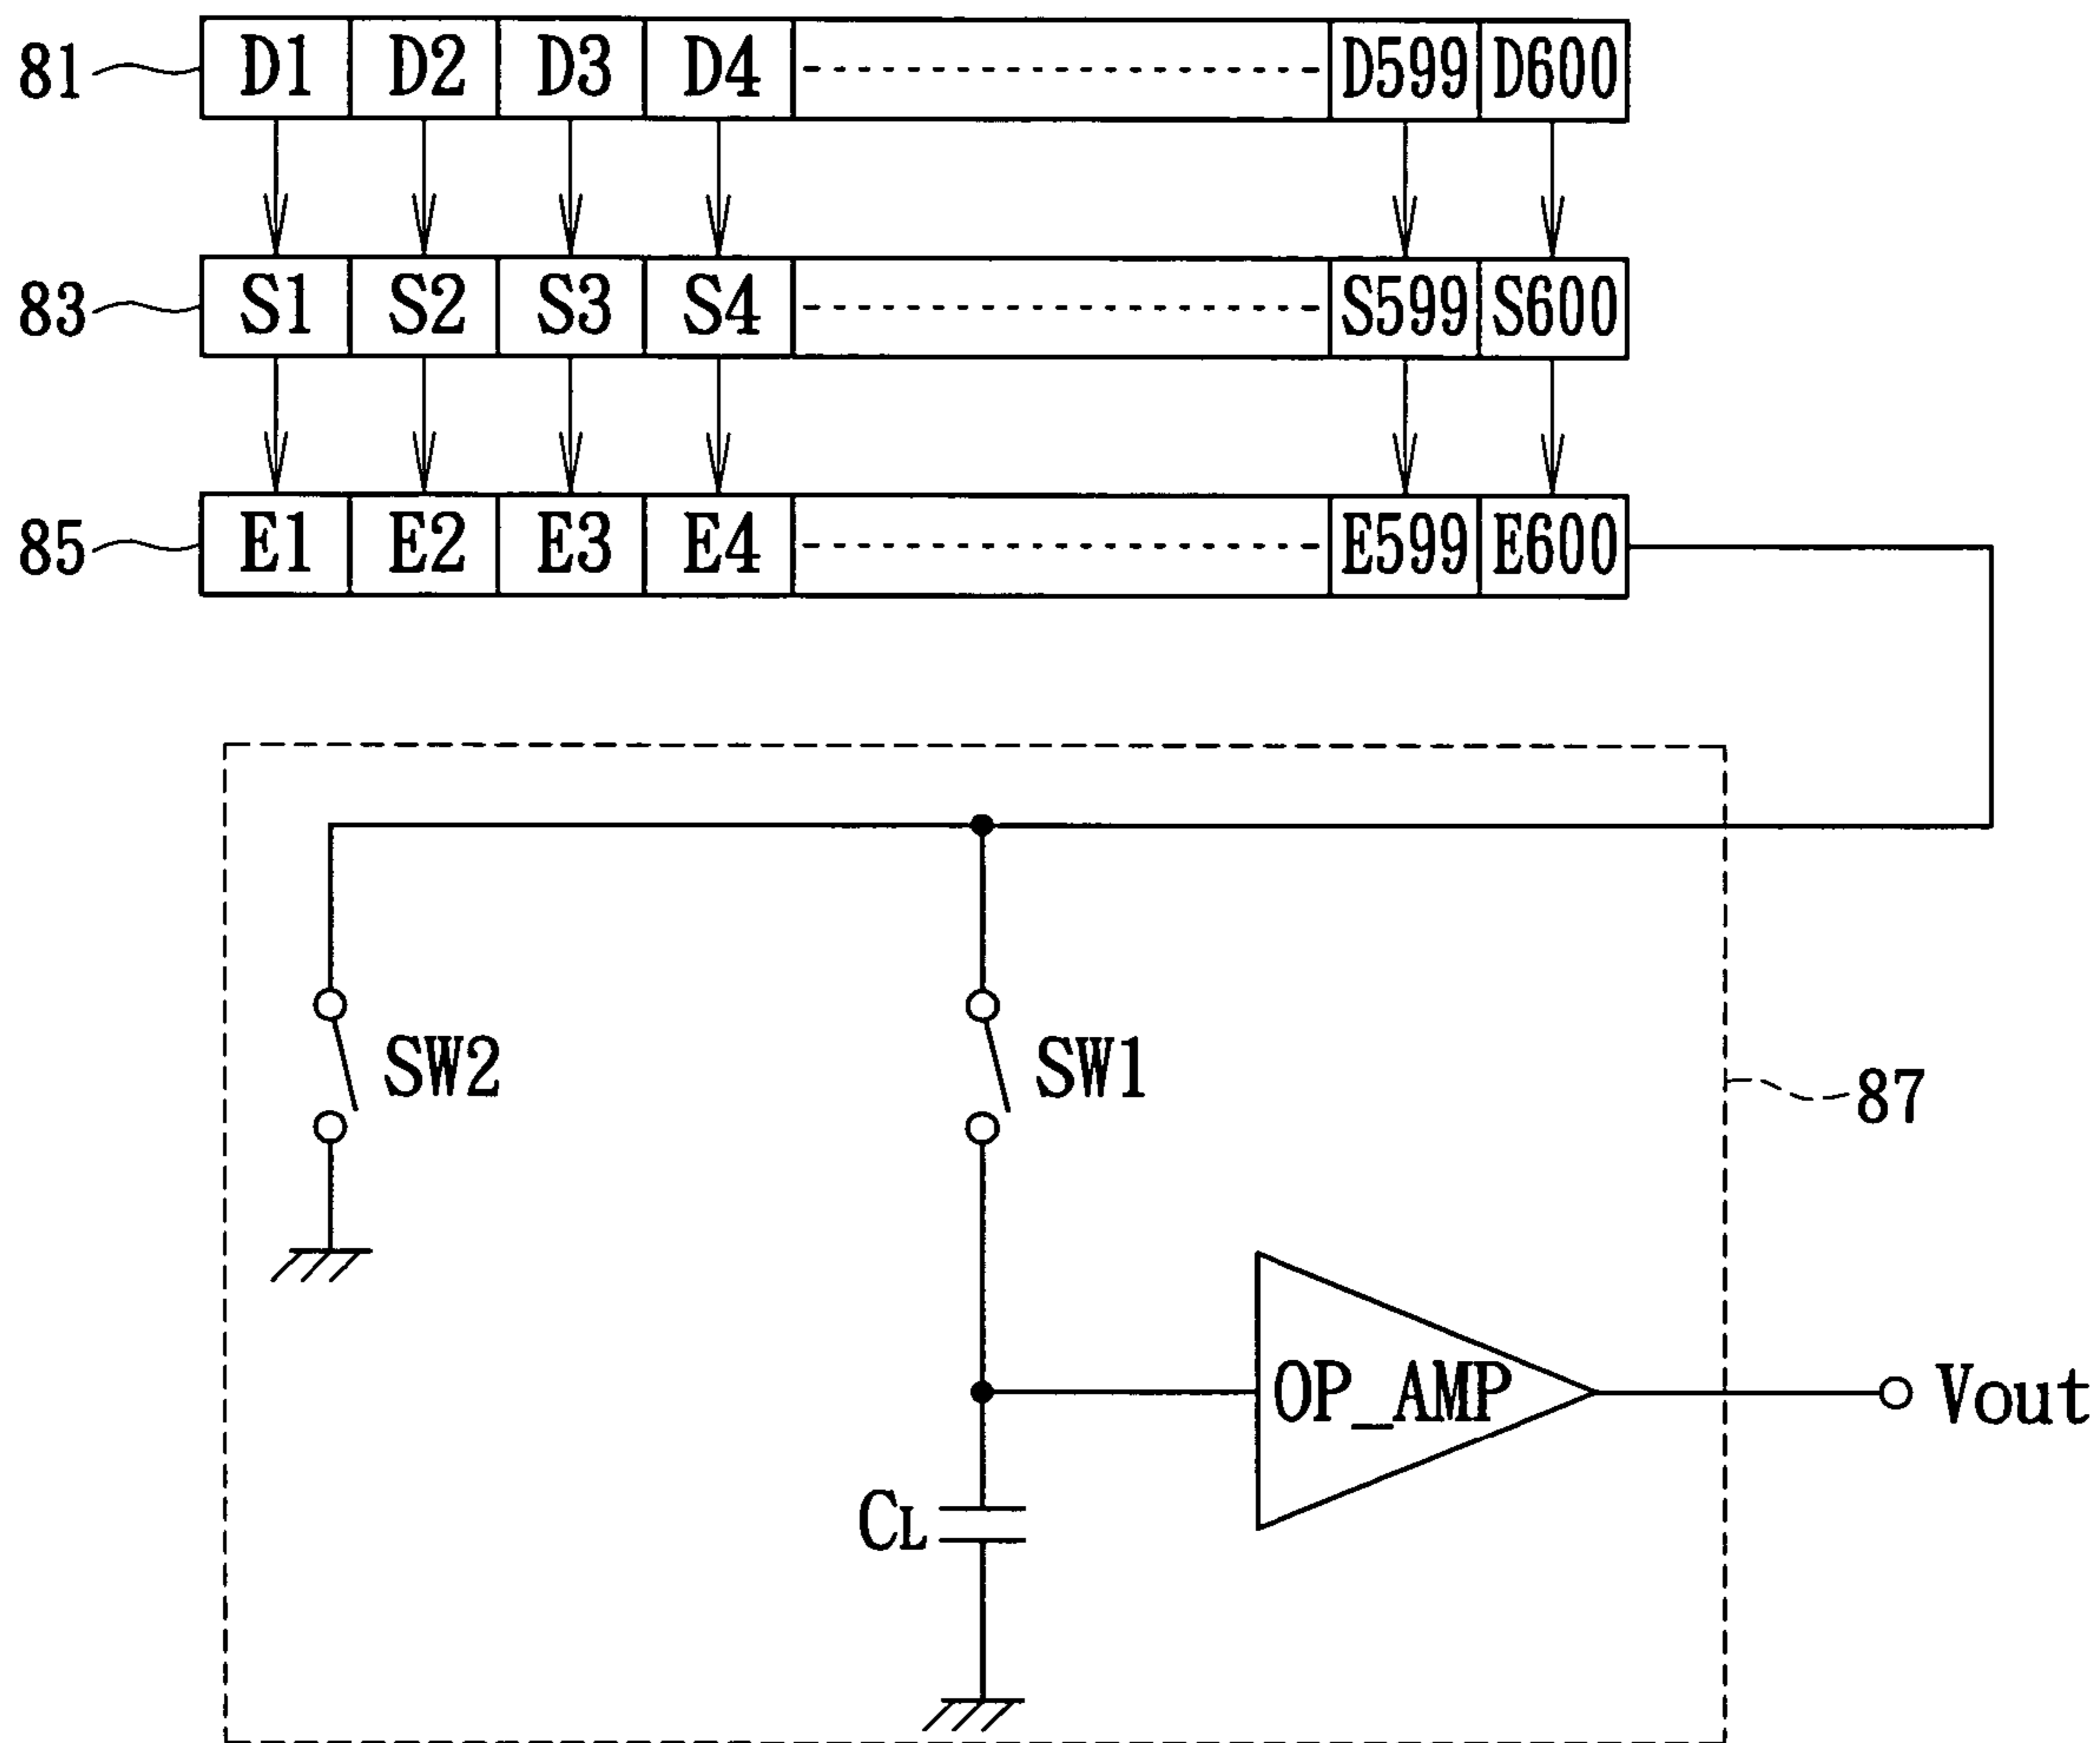 81 D1 D2 D3 D4 D599 D600
83 S1 S2 S3 S4 S599 S600
85 E1 E2 E3 E4 E599 E600
SW2 SW1 87
OP_AMP Vout
CL